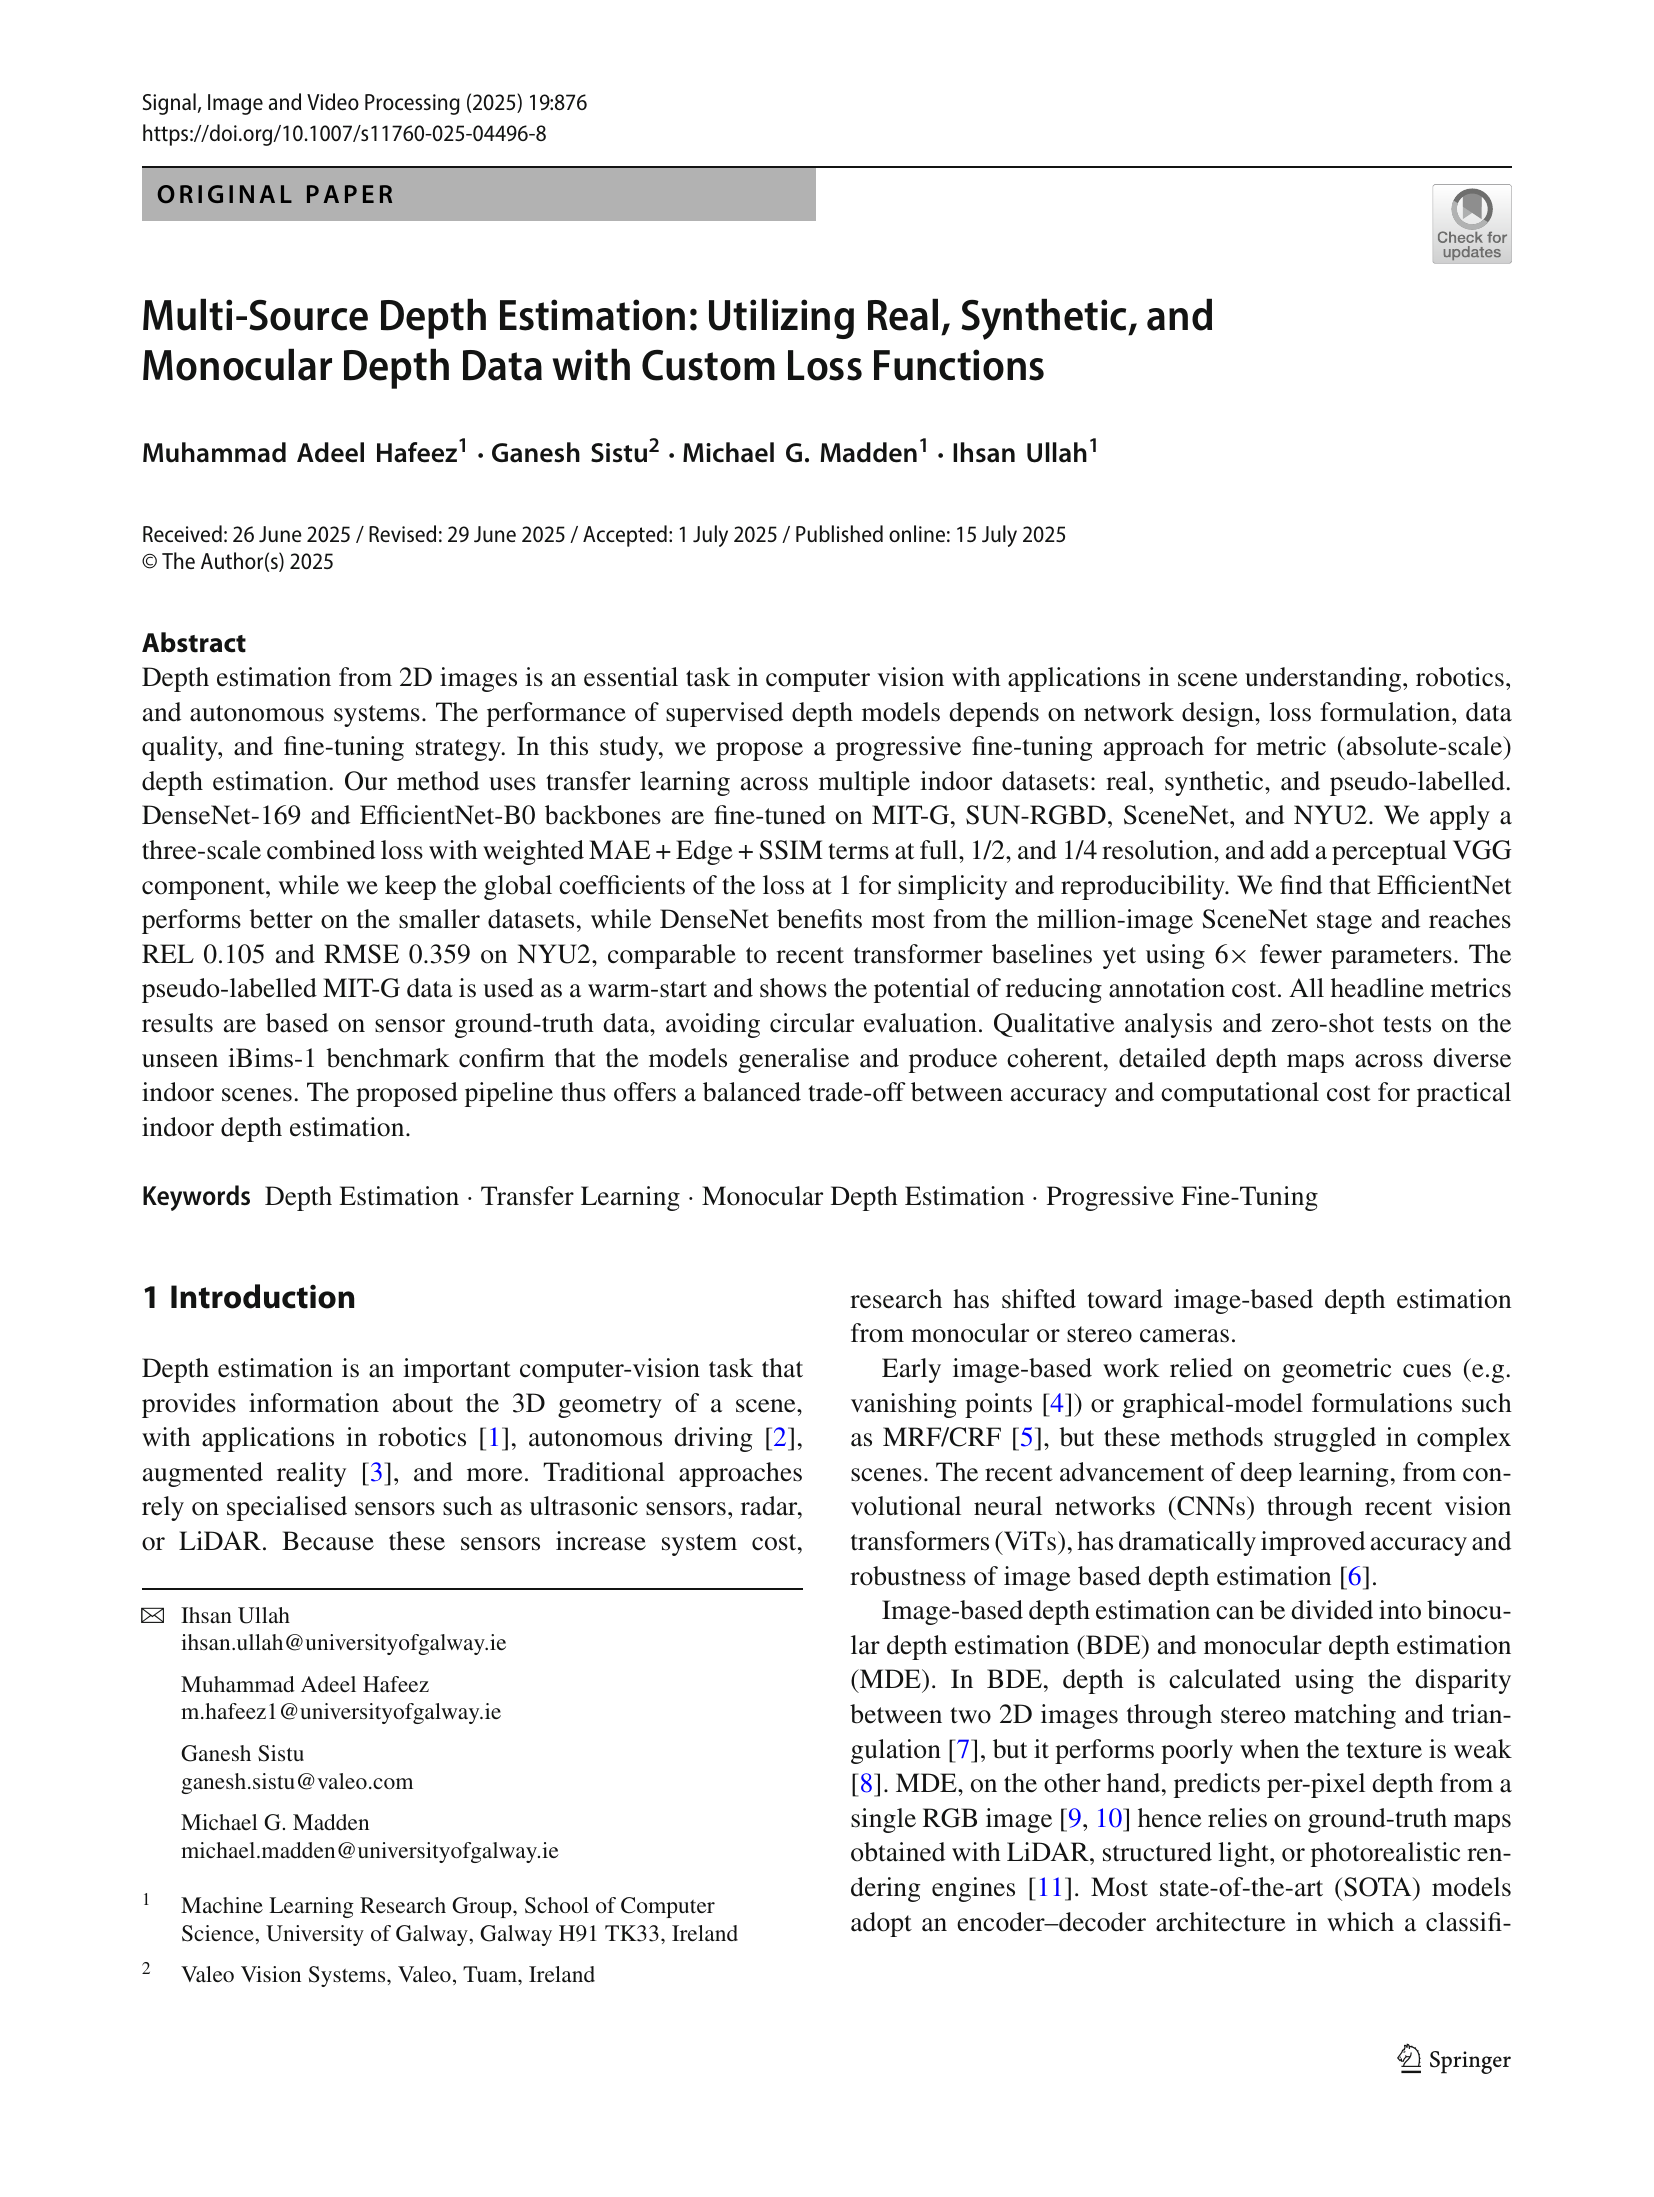 Signal, Image and Video Processing (2025) 19:876
https://doi.org/10.1007/s11760-025-04496-8
ORIGINAL PAPER
Check for
updates
Multi-Source Depth Estimation: Utilizing Real, Synthetic, and
Monocular Depth Data with Custom Loss Functions
Muhammad Adeel Hafeez1 · Ganesh Sistu2 · Michael G. Madden1 · Ihsan Ullah1
Received: 26 June 2025 / Revised: 29 June 2025 / Accepted: 1 July 2025 / Published online: 15 July 2025
© The Author(s) 2025
Abstract
Depth estimation from 2D images is an essential task in computer vision with applications in scene understanding, robotics,
and autonomous systems. The performance of supervised depth models depends on network design, loss formulation, data
quality, and fine-tuning strategy. In this study, we propose a progressive fine-tuning approach for metric (absolute-scale)
depth estimation. Our method uses transfer learning across multiple indoor datasets: real, synthetic, and pseudo-labelled.
DenseNet-169 and EfficientNet-B0 backbones are fine-tuned on MIT-G, SUN-RGBD, SceneNet, and NYU2. We apply a
three-scale combined loss with weighted MAE + Edge + SSIM terms at full, 1/2, and 1/4 resolution, and add a perceptual VGG
component, while we keep the global coefficients of the loss at 1 for simplicity and reproducibility. We find that EfficientNet
performs better on the smaller datasets, while DenseNet benefits most from the million-image SceneNet stage and reaches
REL 0.105 and RMSE 0.359 on NYU2, comparable to recent transformer baselines yet using 6× fewer parameters. The
pseudo-labelled MIT-G data is used as a warm-start and shows the potential of reducing annotation cost. All headline metrics
results are based on sensor ground-truth data, avoiding circular evaluation. Qualitative analysis and zero-shot tests on the
unseen iBims-1 benchmark confirm that the models generalise and produce coherent, detailed depth maps across diverse
indoor scenes. The proposed pipeline thus offers a balanced trade-off between accuracy and computational cost for practical
indoor depth estimation.
Keywords Depth Estimation · Transfer Learning · Monocular Depth Estimation · Progressive Fine-Tuning
1 Introduction
Depth estimation is an important computer-vision task that
provides information about the 3D geometry of a scene,
with applications in robotics [1], autonomous driving [2],
augmented reality [3], and more. Traditional approaches
rely on specialised sensors such as ultrasonic sensors, radar,
or LiDAR. Because these sensors increase system cost,
Ihsan Ullah
ihsan.ullah@universityofgalway.ie
Muhammad Adeel Hafeez
m.hafeez1@universityofgalway.ie
Ganesh Sistu
ganesh.sistu@valeo.com
Michael G. Madden
michael.madden@universityofgalway.ie
1 Machine Learning Research Group, School of Computer
Science, University of Galway, Galway H91 TK33, Ireland
2 Valeo Vision Systems, Valeo, Tuam, Ireland
research has shifted toward image-based depth estimation
from monocular or stereo cameras.
Early image-based work relied on geometric cues (e.g.
vanishing points [4]) or graphical-model formulations such
as MRF/CRF [5], but these methods struggled in complex
scenes. The recent advancement of deep learning, from con-
volutional neural networks (CNNs) through recent vision
transformers (ViTs), has dramatically improved accuracy and
robustness of image based depth estimation [6].
Image-based depth estimation can be divided into binocu-
lar depth estimation (BDE) and monocular depth estimation
(MDE). In BDE, depth is calculated using the disparity
between two 2D images through stereo matching and trian-
gulation [7], but it performs poorly when the texture is weak
[8]. MDE, on the other hand, predicts per-pixel depth from a
single RGB image [9, 10] hence relies on ground-truth maps
obtained with LiDAR, structured light, or photorealistic ren-
dering engines [11]. Most state-of-the-art (SOTA) models
adopt an encoder–decoder architecture in which a classifi-
Springer